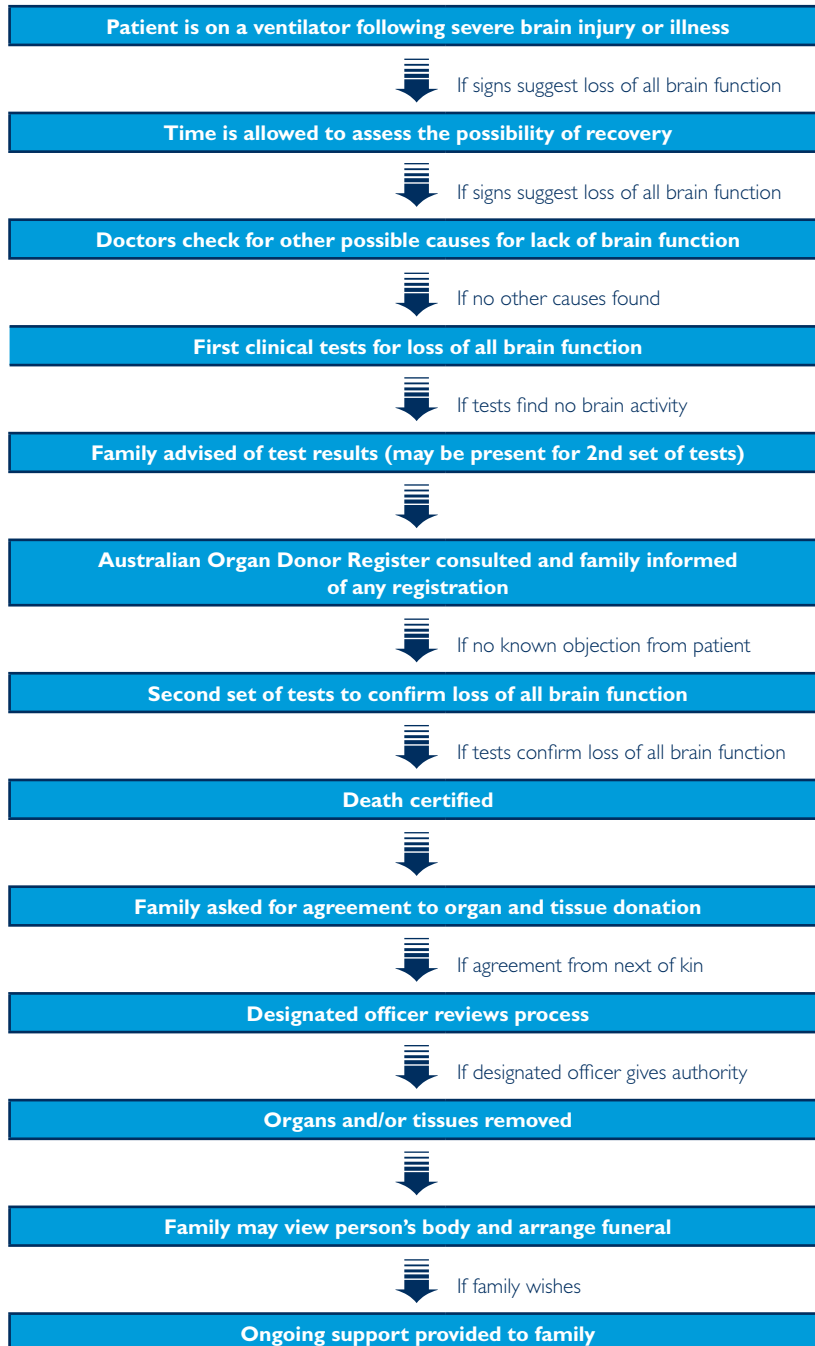 Patient is on a ventilator following severe brain injury or illness
If signs suggest loss of all brain function
Time is allowed to assess the possibility of recovery
If signs suggest loss of all brain function
Doctors check for other possible causes for lack of brain function
If no other causes found
First clinical tests for loss of all brain function
If tests find no brain activity
Family advised of test results (may be present for 2nd set of tests)
Australian Organ Donor Register consulted and family informed
of any registration
If no known objection from patient
Second set of tests to confirm loss of all brain function
If tests confirm loss of all brain function
Death certified
Family asked for agreement to organ and tissue donation
If agreement from next of kin
Designated officer reviews process
If designated officer gives authority
Organs and/or tissues removed
Family may view person’s body and arrange funeral
If family wishes
Ongoing support provided to family